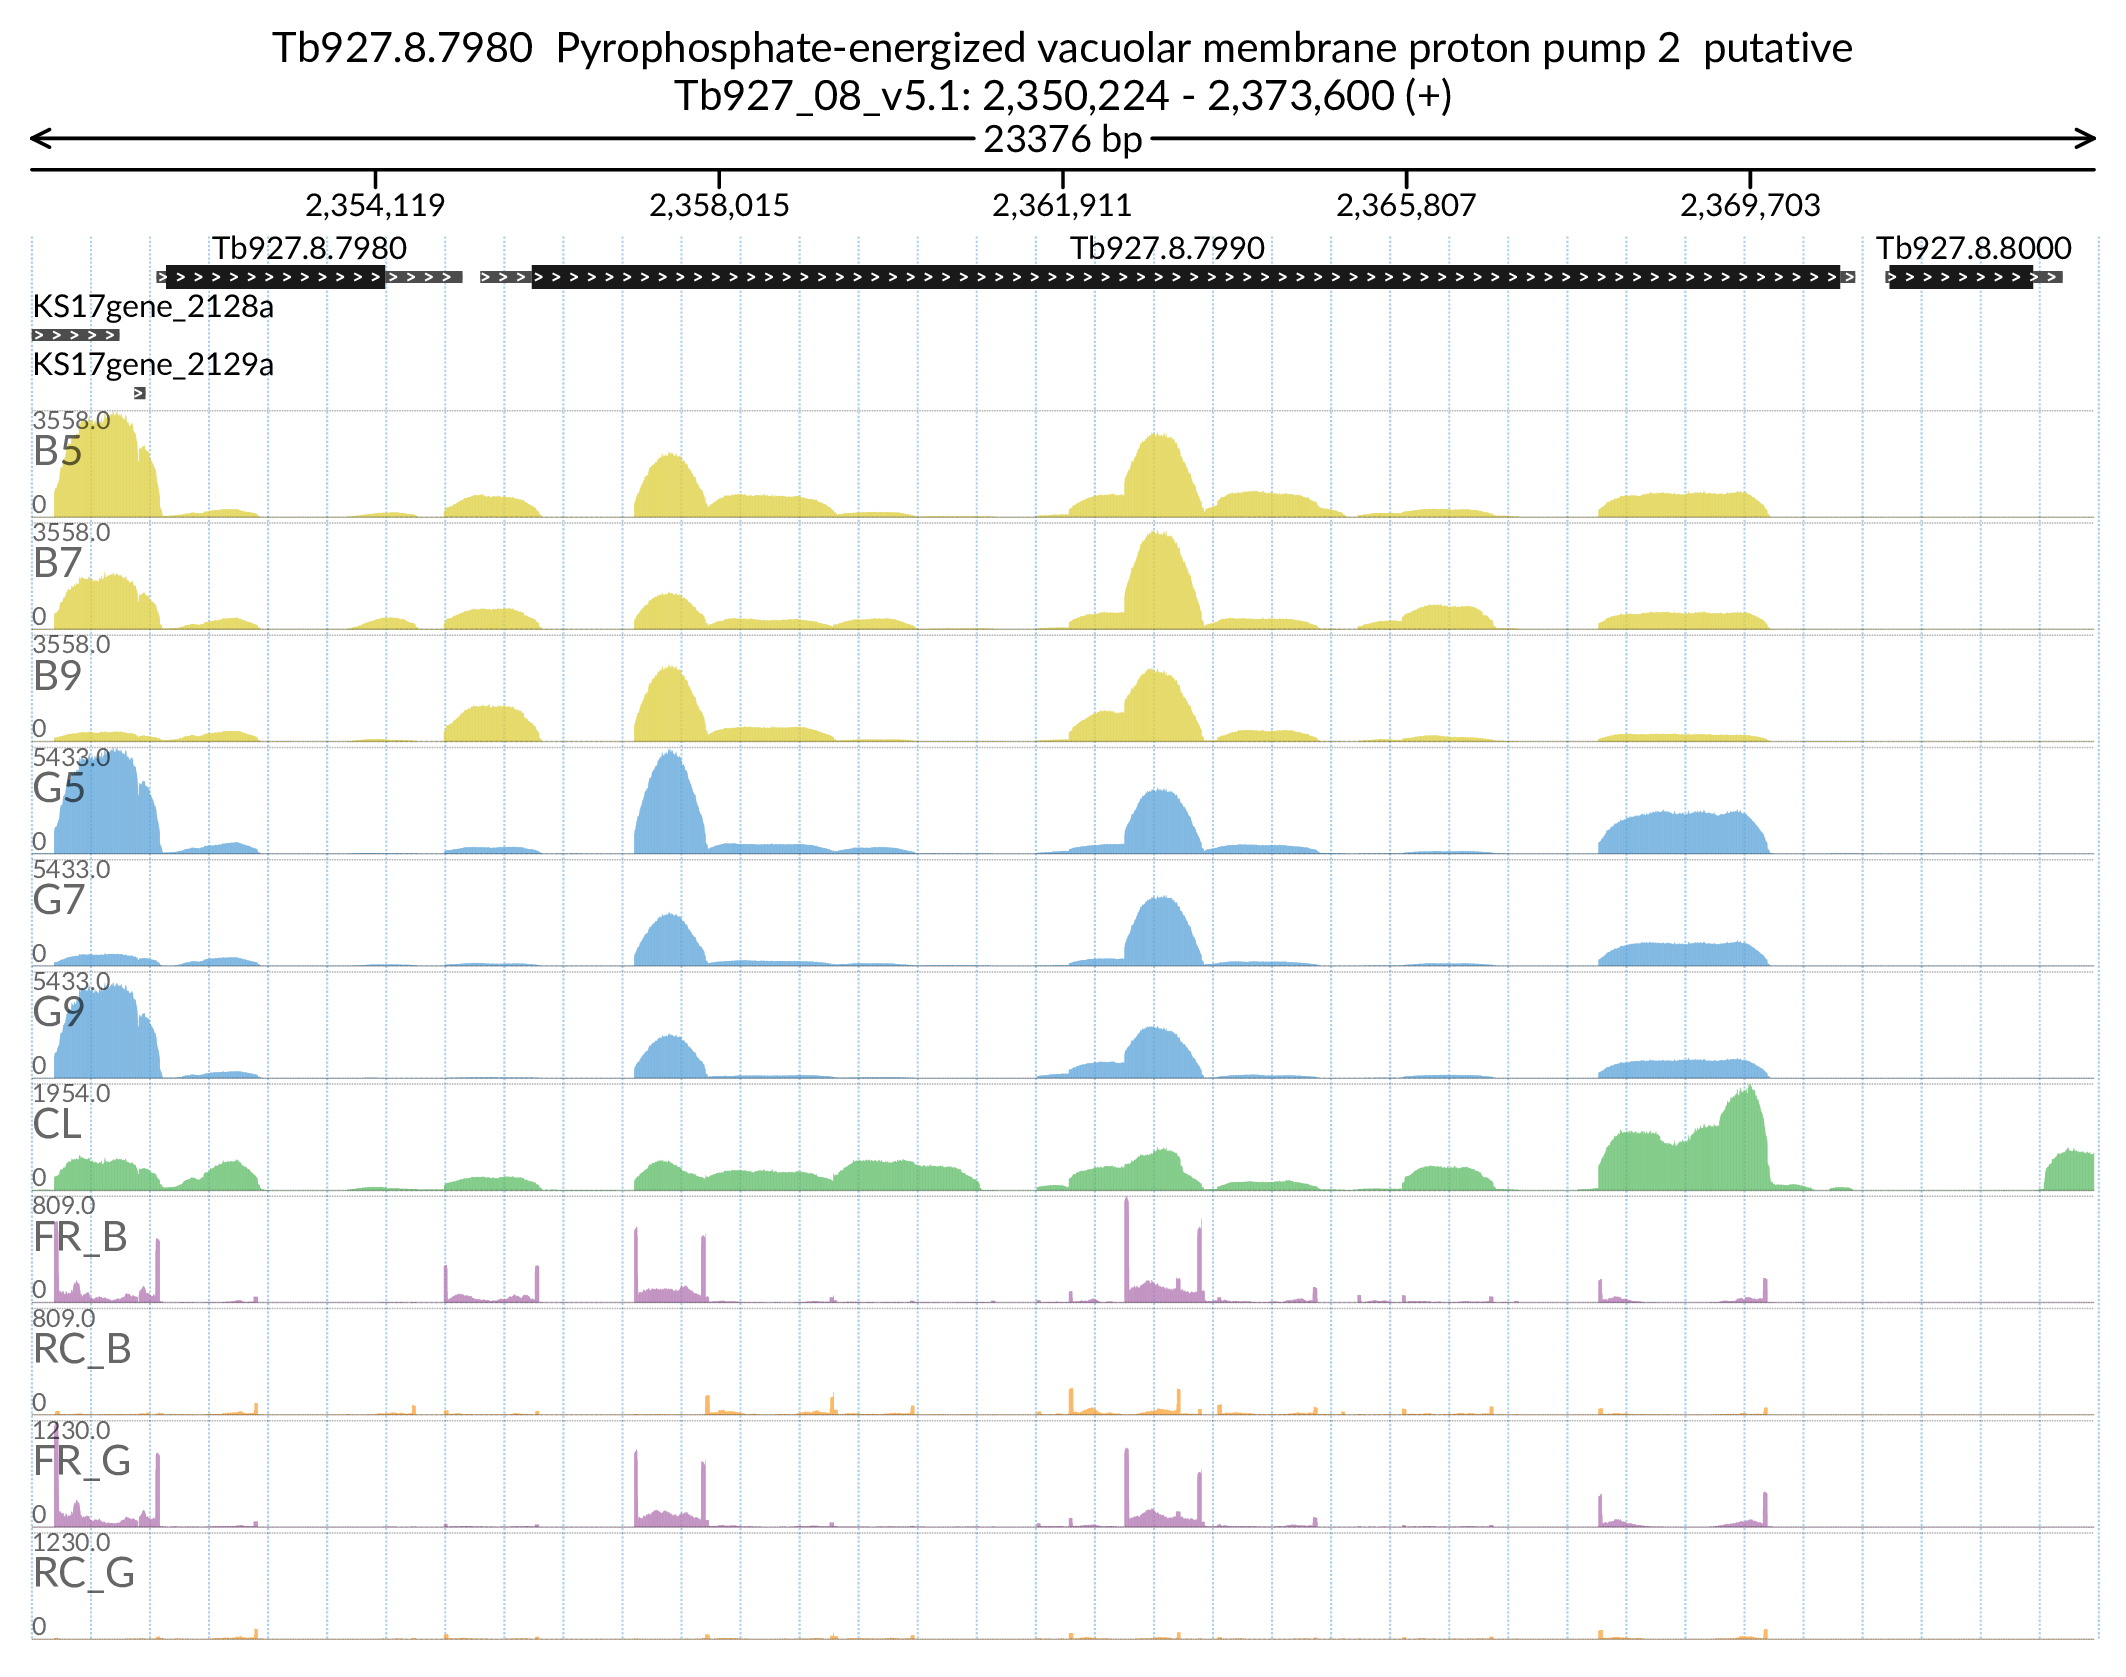 Tb927.8.7980  Pyrophosphate-energized vacuolar membrane proton pump 2  putative
Tb927_08_v5.1: 2,350,224 - 2,373,600 (+)
23376 bp
2,354,119 2,358,015 2,361,911 2,365,807 2,369,703
Tb927.8.7980 Tb927.8.7990 Tb927.8.8000
KS17gene_2128a
KS17gene_2129a
3558.0
B5
0
3558.0
B7
0
3558.0
B9
0
5433.0
G5
0
5433.0
G7
0
5433.0
G9
0
1954.0
CL
0
809.0
FR_B
0
809.0
RC_B
0
1230.0
FR_G
0
1230.0
RC_G
0